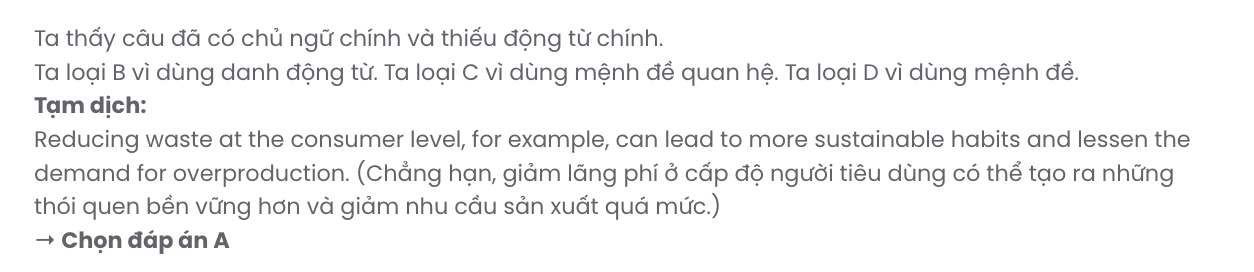 Ta thấy câu đã có chủ ngữ chính và thiếu động từ chính.
Ta loại B vì dùng danh động từ. Ta loại C vì dùng mệnh đề quan hệ. Ta loại D vì dùng mệnh đề.
Tạm dịch:
Reducing waste at the consumer level, for example, can lead to more sustainable habits and lessen the
demand for overproduction. (Chẳng hạn, giảm lãng phí ở cấp độ người tiêu dùng có thể tạo ra những
thói quen bền vững hơn và giảm nhu cầu sản xuất quá mức.)
→ Chọn đáp án A